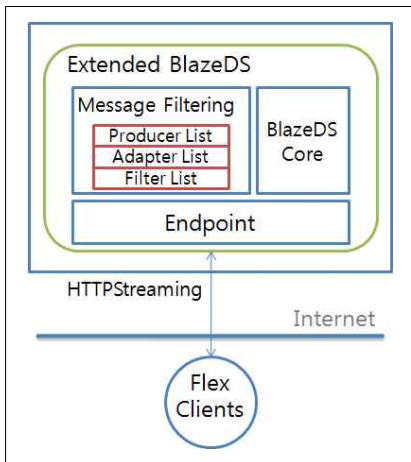 Extended BlazeDS
Message Filtering
Producer List
Adapter List
Filter List
BlazeDS
Core
Endpoint
HTTPStreaming
Internet
Flex
Clients